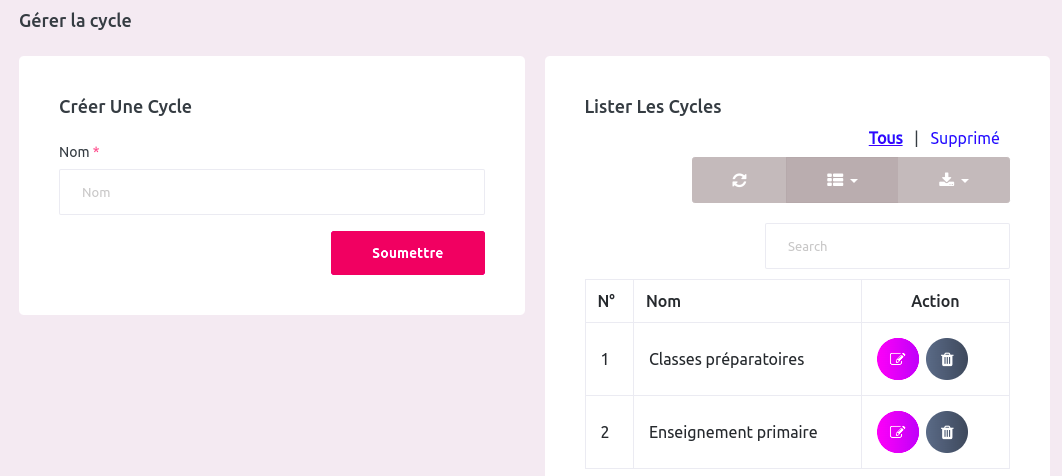 Gérer la cycle
Créer Une Cycle
Nom *
Nom
Soumettre
Lister Les Cycles
Tous | Supprimé
Search
N° Nom Action
1 Classes préparatoires
2 Enseignement primaire